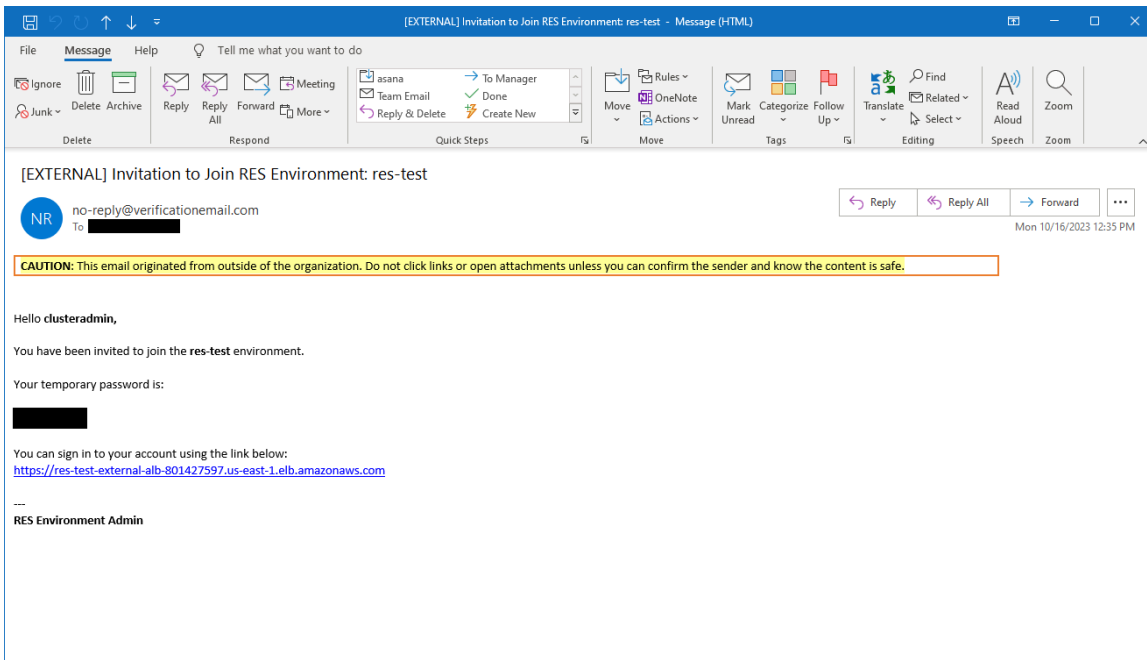 [EXTERNAL] Invitation to Join RES Environment: res-test - Message (HTML)
File Message Help Tell me what you want to do
Ignore
Junk
Delete
Archive
Delete
Reply
Reply All
Forward
Meeting
More
Respond
asana
Team Email
Reply & Delete
To Manager
Done
Create New
Quick Steps
Move
Rules
OneNote
Actions
Move
Mark Unread
Categorize
Follow Up
Tags
Translate
Find
Related
Select
Editing
Read Aloud
Speech
Zoom
Zoom
[EXTERNAL] Invitation to Join RES Environment: res-test
NR
no-reply@verificationemail.com
To
Reply
Reply All
Forward
Mon 10/16/2023 12:35 PM
CAUTION: This email originated from outside of the organization. Do not click links or open attachments unless you can confirm the sender and know the content is safe.
Hello clusteradmin,
You have been invited to join the res-test environment.
Your temporary password is:
You can sign in to your account using the link below:
https://res-test-external-alb-801427597.us-east-1.elb.amazonaws.com
---
RES Environment Admin